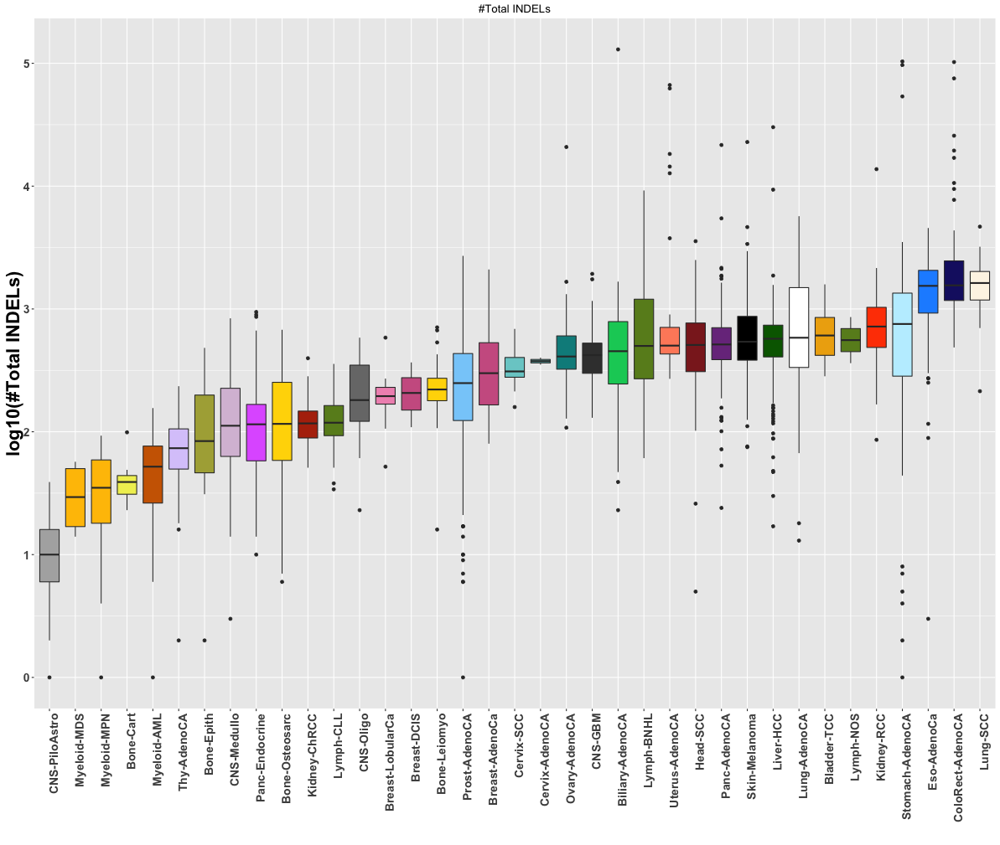 #Total INDELs
log10(#Total INDELs)
5
4
3
2
1
0
CNS-PiloAstro
Myeloid-MDS
Myeloid-MPN
Bone-Cart
Myeloid-AML
Thy-AdenoCA
Bone-Epith
CNS-Medullo
Panc-Endocrine
Bone-Osteosarc
Kidney-ChRCC
Lymph-CLL
CNS-Oligo
Breast-LobularCa
Breast-DCIS
Bone-Leiomyo
Prost-AdenoCA
Breast-AdenoCa
Cervix-SCC
Cervix-AdenoCA
Ovary-AdenoCA
CNS-GBM
Biliary-AdenoCA
Lymph-BNHL
Uterus-AdenoCA
Head-SCC
Panc-AdenoCA
Skin-Melanoma
Liver-HCC
Lung-AdenoCA
Bladder-TCC
Lymph-NOS
Kidney-RCC
Stomach-AdenoCA
Eso-AdenoCa
ColoRect-AdenoCA
Lung-SCC